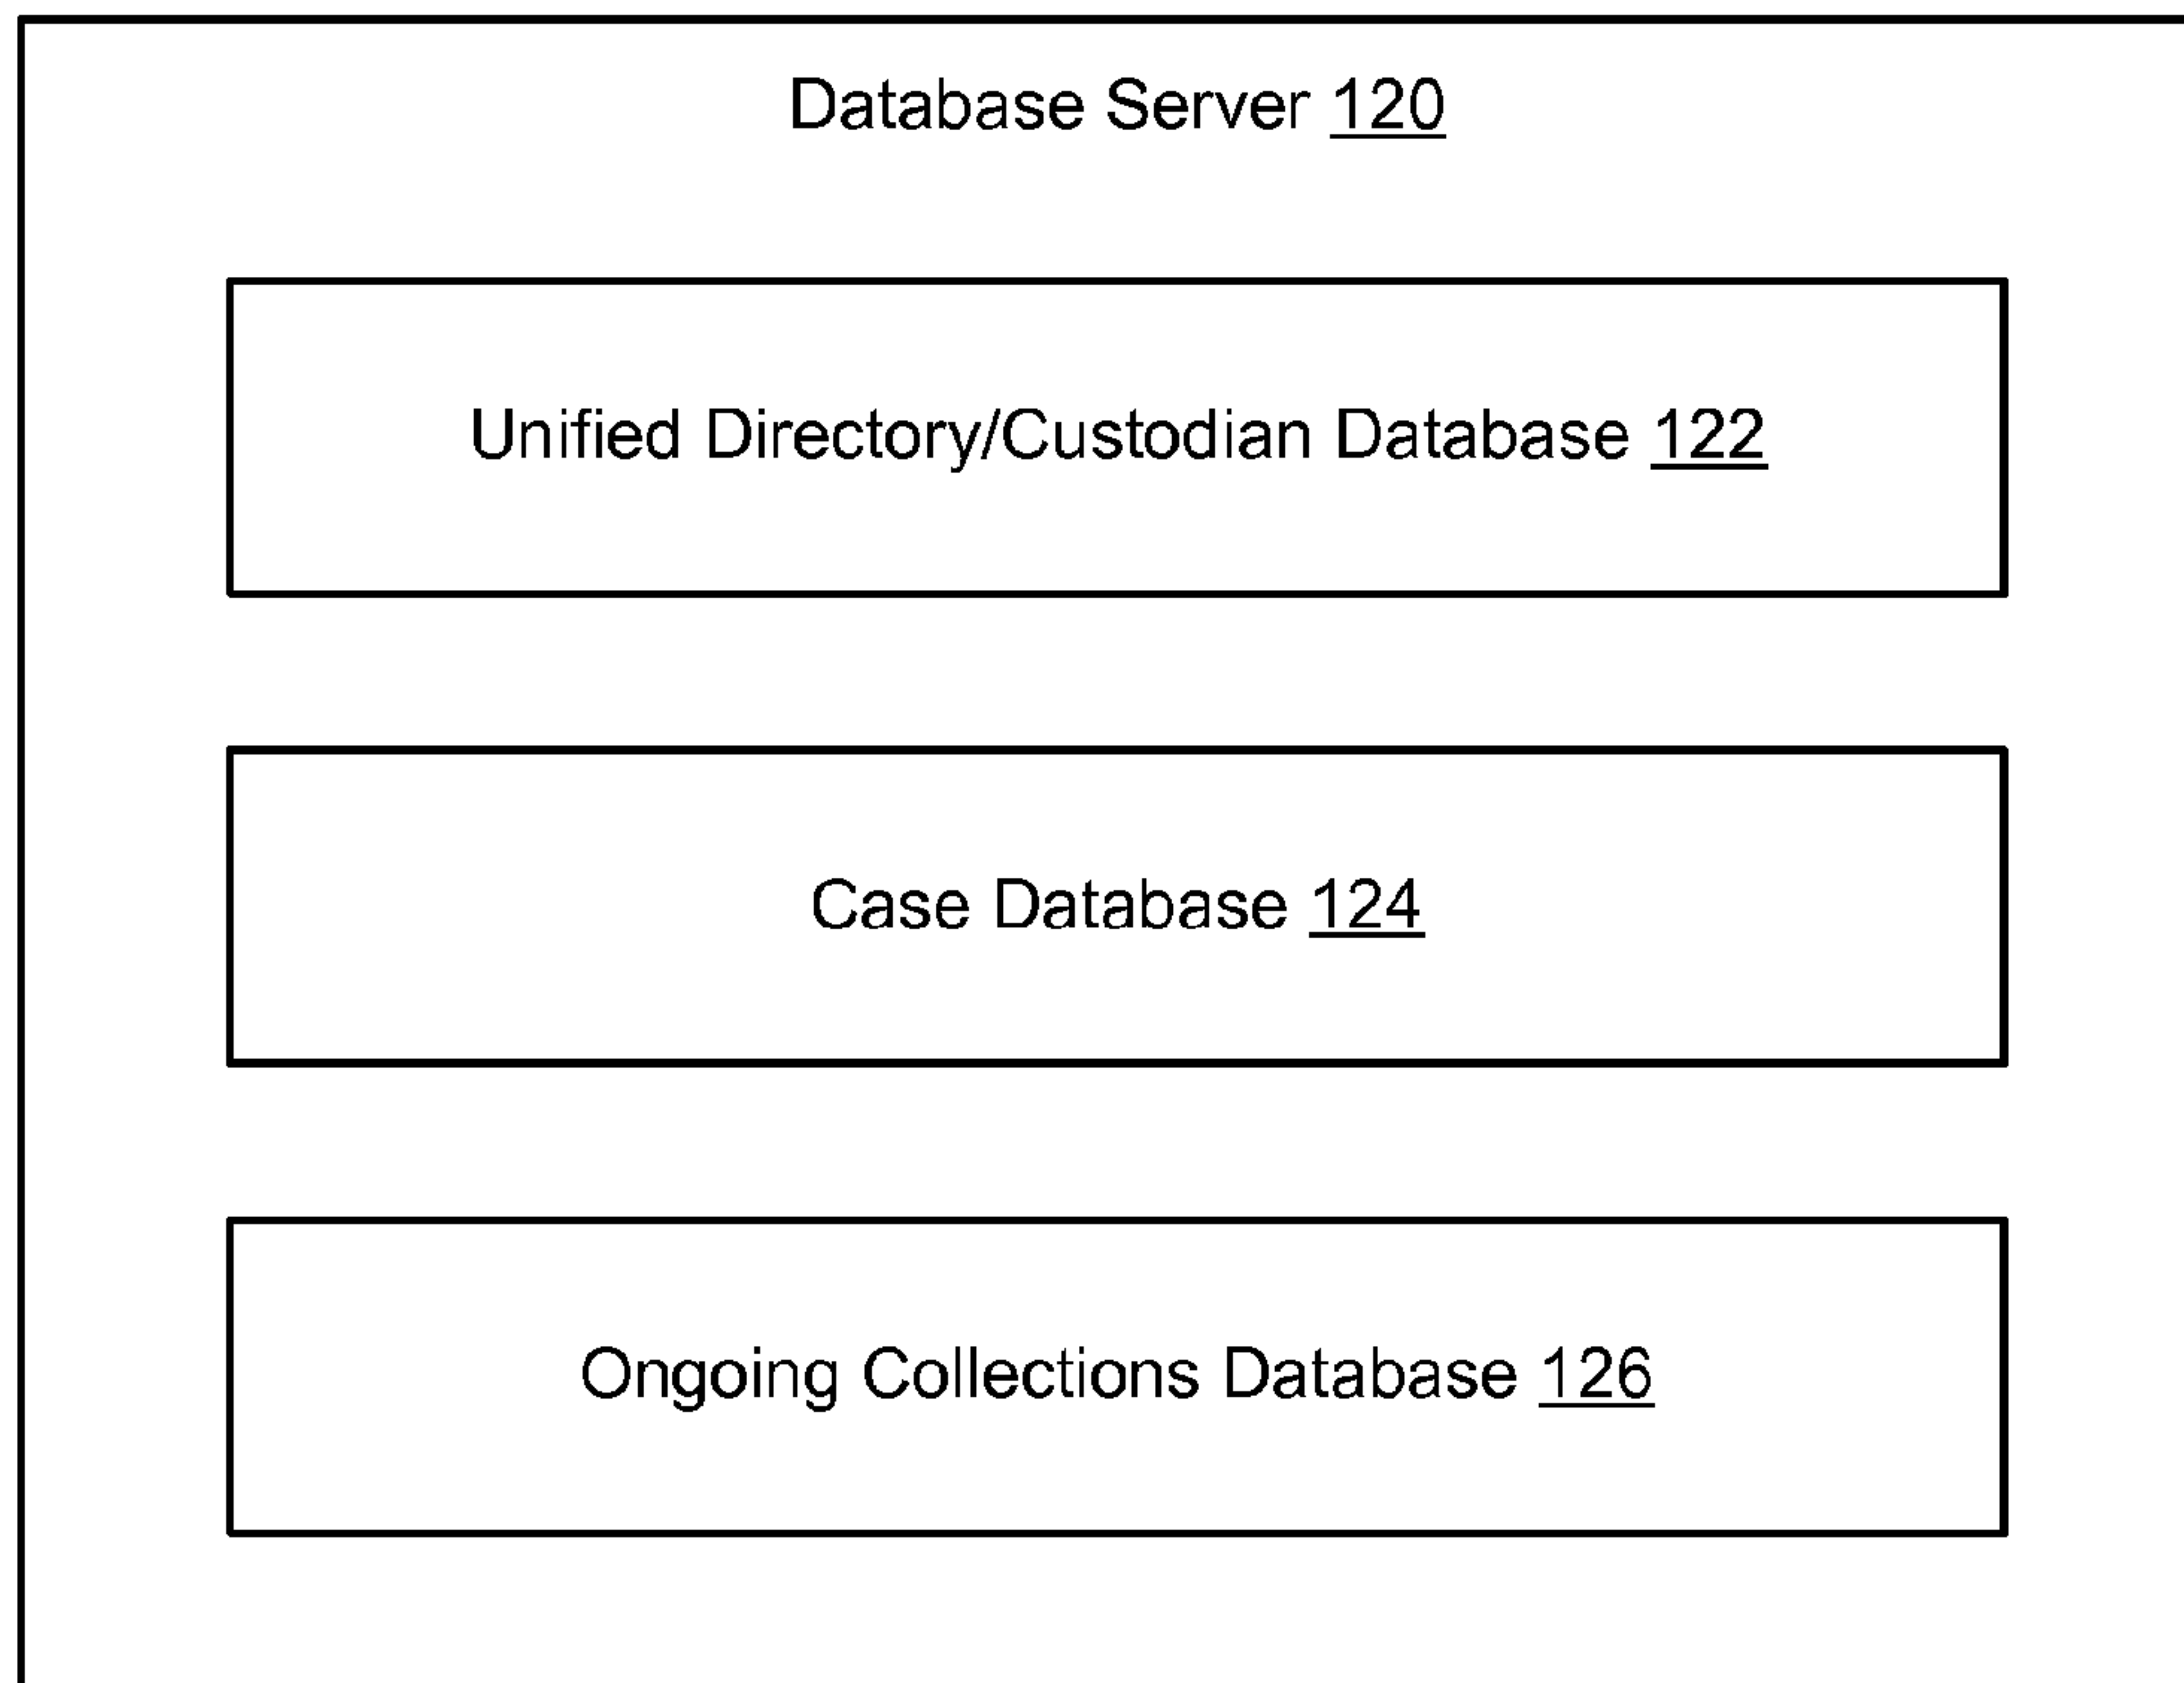 Database Server 120
Unified Directory/Custodian Database 122
Case Database 124
Ongoing Collections Database 126